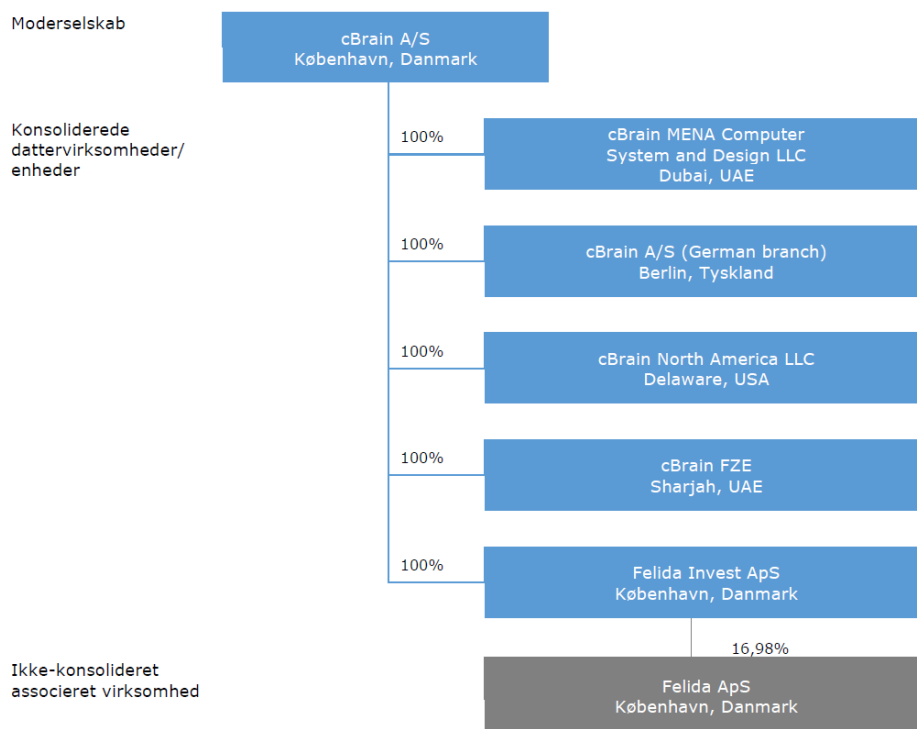 Moderselskab
cBrain A/S
København, Danmark
Konsoliderede
dattervirksomheder/
enheder
100%
cBrain MENA Computer
System and Design LLC
Dubai, UAE
100%
cBrain A/S (German branch)
Berlin, Tyskland
100%
cBrain North America LLC
Delaware, USA
100%
cBrain FZE
Sharjah, UAE
100%
Felida Invest ApS
København, Danmark
16,98%
Ikke-konsolideret
associeret virksomhed
Felida ApS
København, Danmark